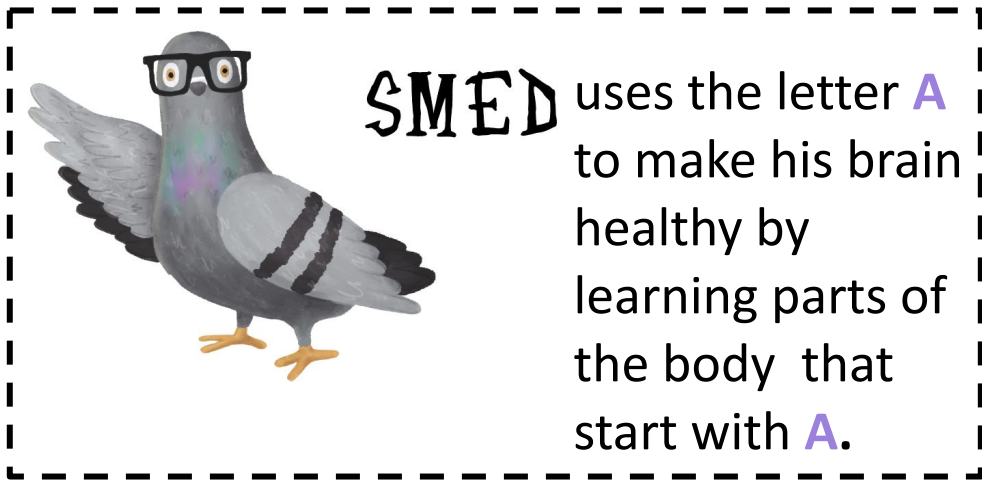 SMED uses the letter A
to make his brain
healthy by
learning parts of
the body  that
start with A.